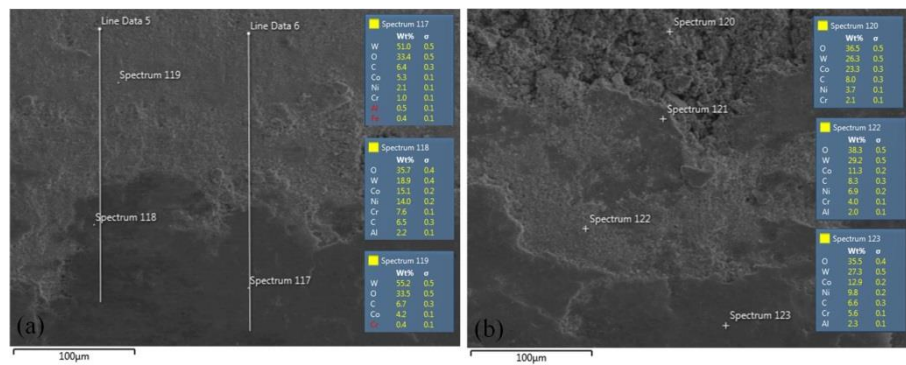 Line Data 5
Line Data 6
Spectrum 119
Spectrum 118
Spectrum 117
Spectrum 117
Wt% σ
W 51.0 0.5
O 33.4 0.5
C 6.4 0.3
Co 5.3 0.1
Ni 2.1 0.1
Cr 1.0 0.1
Al 0.5 0.1
Fe 0.4 0.1
Spectrum 118
Wt% σ
O 35.7 0.4
W 18.9 0.4
Co 15.1 0.2
Ni 14.0 0.2
Cr 7.6 0.1
C 6.5 0.3
Al 2.2 0.1
Spectrum 119
Wt% σ
W 55.2 0.5
O 33.5 0.5
C 6.7 0.3
Co 4.2 0.1
Cr 0.4 0.1
(a)
100μm
Spectrum 120
Spectrum 121
Spectrum 122
Spectrum 123
Spectrum 120
Wt% σ
O 36.5 0.5
W 26.3 0.5
Co 23.3 0.3
C 8.0 0.3
Ni 3.7 0.1
Cr 2.1 0.1
Spectrum 122
Wt% σ
O 38.3 0.5
W 29.2 0.5
Co 11.3 0.2
C 8.3 0.3
Ni 6.9 0.2
Cr 4.0 0.1
Al 2.0 0.1
Spectrum 123
Wt% σ
O 35.5 0.4
W 27.3 0.5
Co 12.9 0.2
Ni 9.8 0.2
C 6.6 0.3
Cr 5.6 0.1
Al 2.3 0.1
(b)
100μm